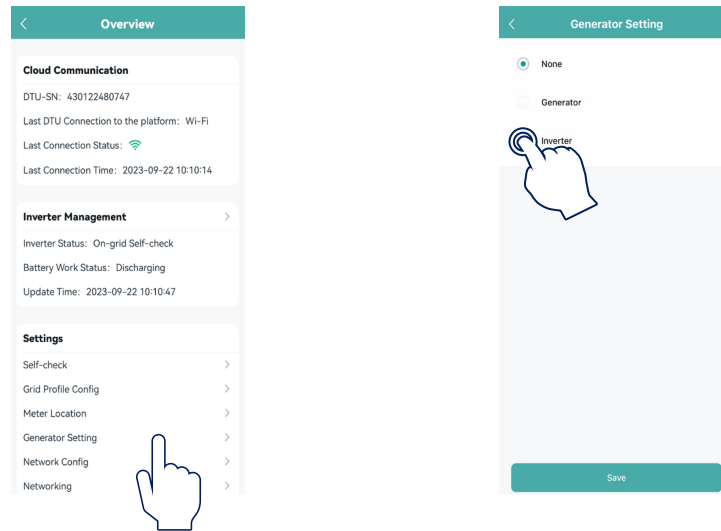 Overview
Cloud Communication
DTU-SN: 430122480747
Last DTU Connection to the platform: Wi-Fi
Last Connection Status:
Last Connection Time: 2023-09-22 10:10:14
Inverter Management
Inverter Status: On-grid Self-check
Battery Work Status: Discharging
Update Time: 2023-09-22 10:10:47
Settings
Self-check
Grid Profile Config
Meter Location
Generator Setting
Network Config
Networking
Generator Setting
None
Generator
Inverter
Save